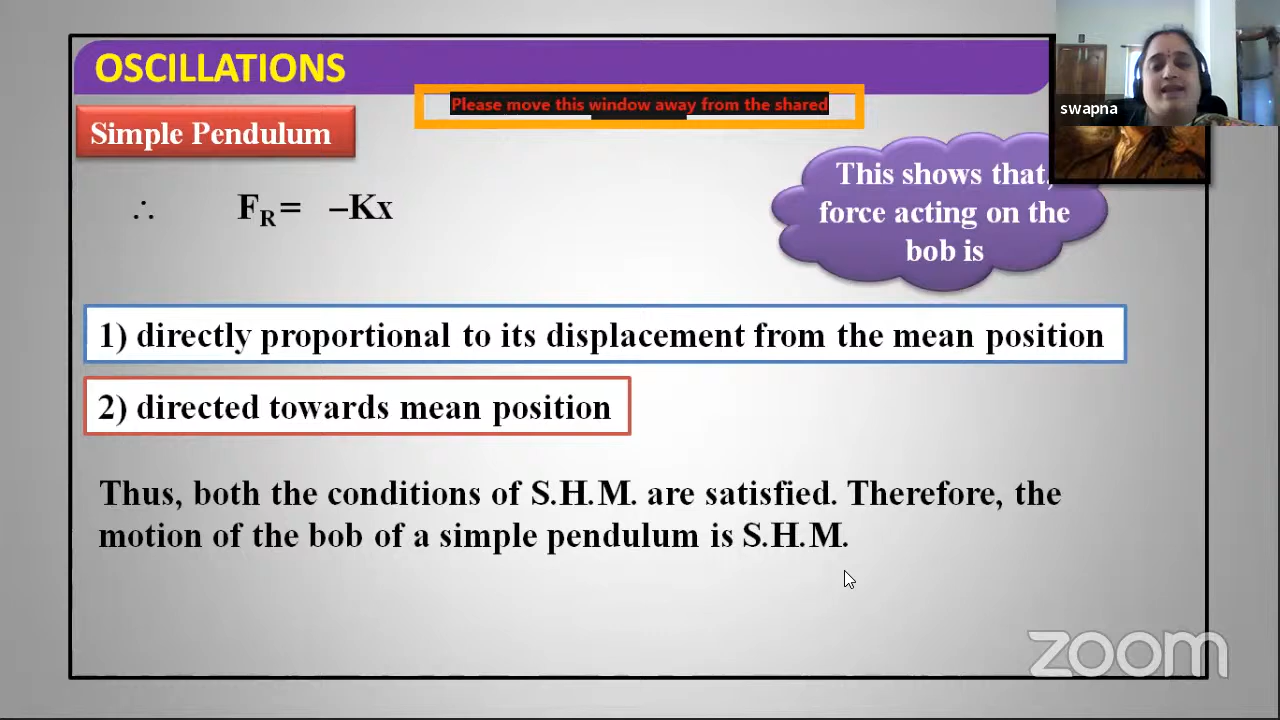 OSCILLATIONS
Please move this window away from the shared
swapna
Simple Pendulum
∴ F_R = –Kx
This shows that,
force acting on the
bob is
1) directly proportional to its displacement from the mean position
2) directed towards mean position
Thus, both the conditions of S.H.M. are satisfied. Therefore, the
motion of the bob of a simple pendulum is S.H.M.
zoom